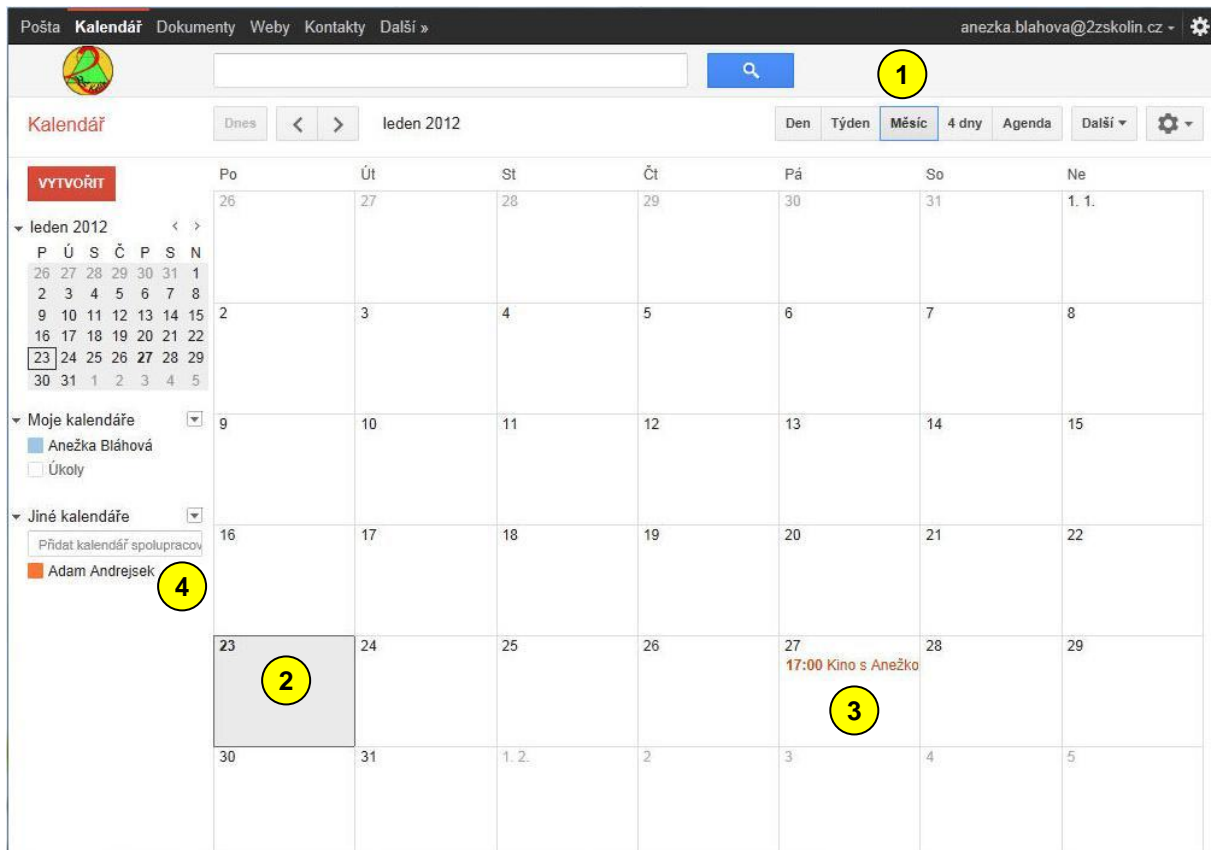 Pošta Kalendář Dokumenty Weby Kontakty Další » anezka.blahova@2zskolin.cz
1
Kalendář Dnes < > leden 2012 Den Týden Měsíc 4 dny Agenda Další
VYTVOŘIT
leden 2012 < >
P Ú S Č P S N
26 27 28 29 30 31 1
2 3 4 5 6 7 8
9 10 11 12 13 14 15
16 17 18 19 20 21 22
23 24 25 26 27 28 29
30 31 1 2 3 4 5
Moje kalendáře
Anežka Bláhová
Úkoly
Jiné kalendáře
Přidat kalendář spolupracov
Adam Andrejsek
4
Po Út St Čt Pá So Ne
26 27 28 29 30 31 1. 1.
2 3 4 5 6 7 8
9 10 11 12 13 14 15
16 17 18 19 20 21 22
23 24 25 26 27 28 29
17:00 Kino s Anežko
2 3
30 31 1. 2. 2 3 4 5